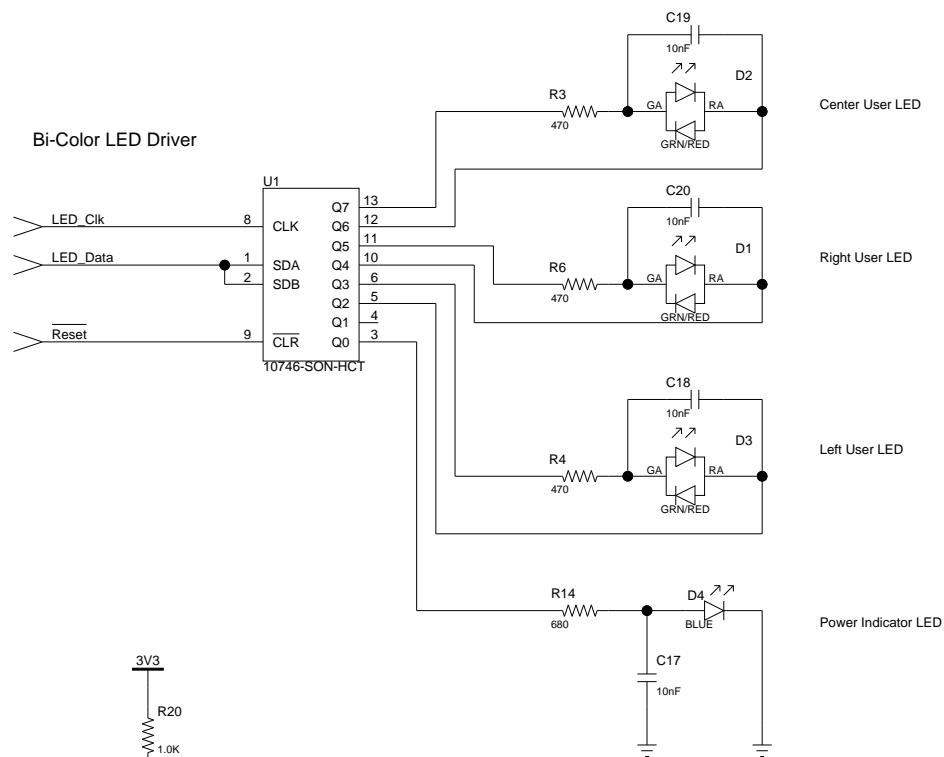 C19
10nF
D2
R3
GA
RA
Center User LED
470
GRN/RED
Bi-Color LED Driver
U1
13
Q7
C20
LED_Clk
8
CLK
Q6
12
10nF
11
Q5
D1
LED_Data
1
SDA
Q4
10
R6
Right User LED
2
SDB
Q3
6
GA
RA
470
Q2
5
GRN/RED
Q1
4
Reset
9
CLR
Q0
3
10746-SON-HCT
C18
10nF
D3
Left User LED
R4
GA
RA
470
GRN/RED
R14
D4
680
BLUE
Power Indicator LED
3V3
C17
10nF
R20
1.0K